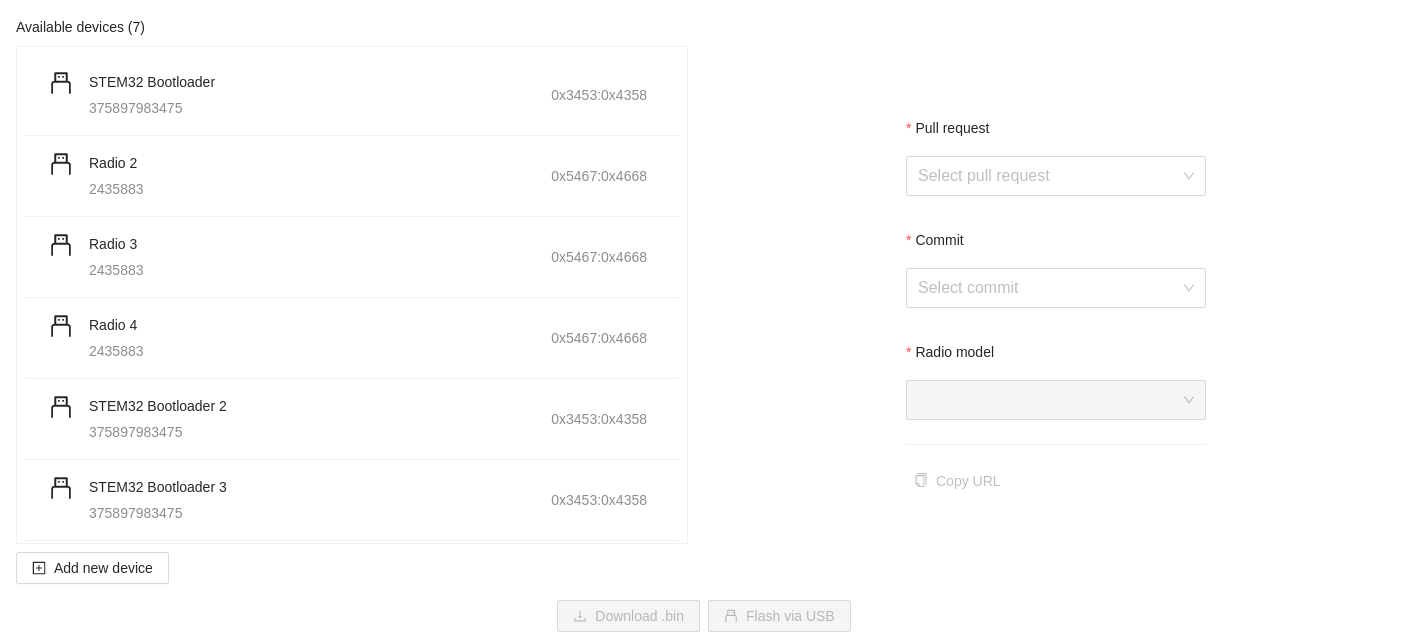 Available devices (7)
STEM32 Bootloader
375897983475
0x3453:0x4358
Radio 2
2435883
0x5467:0x4668
Radio 3
2435883
0x5467:0x4668
Radio 4
2435883
0x5467:0x4668
STEM32 Bootloader 2
375897983475
0x3453:0x4358
STEM32 Bootloader 3
375897983475
0x3453:0x4358
Add new device
* Pull request
Select pull request
* Commit
Select commit
* Radio model
Copy URL
Download .bin
Flash via USB